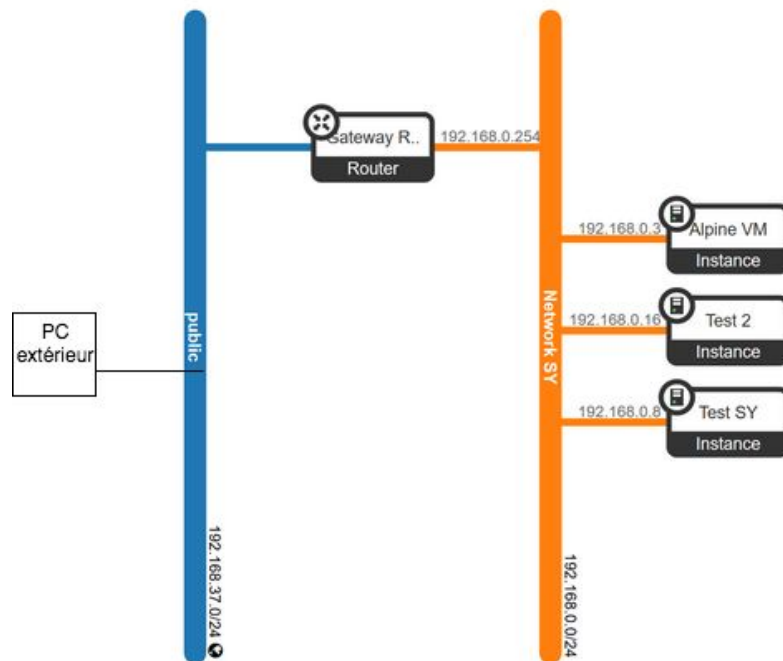 Gateway R..
Router
192.168.0.254
192.168.0.3
Alpine VM
Instance
PC
extérieur
public
Network SY
192.168.0.16
Test 2
Instance
192.168.0.8
Test SY
Instance
192.168.37.0/24
192.168.0.0/24